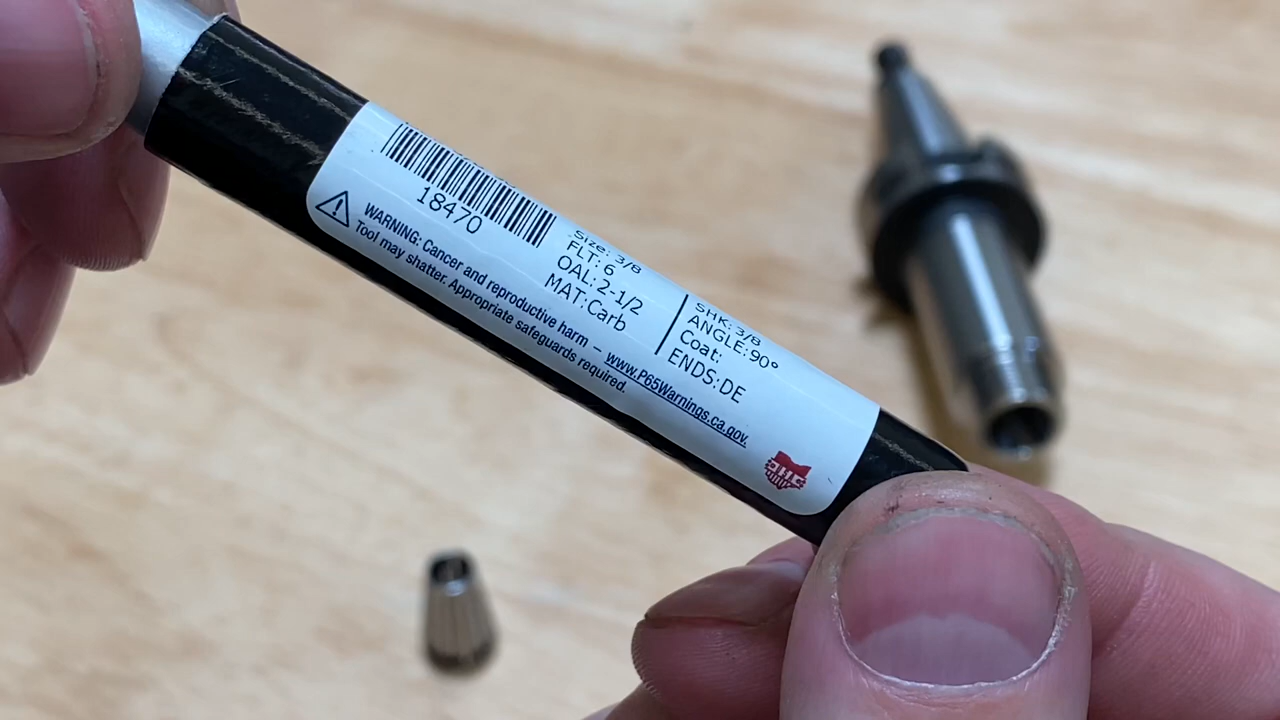 18470
WARNING: Cancer and reproductive harm – www.P65Warnings.ca.gov.
Tool may shatter. Appropriate safeguards required.
Size: 3/8
FLT: 6
OAL: 2-1/2
MAT:Carb
SHK: 3/8
ANGLE:90°
Coat:
ENDS:DE